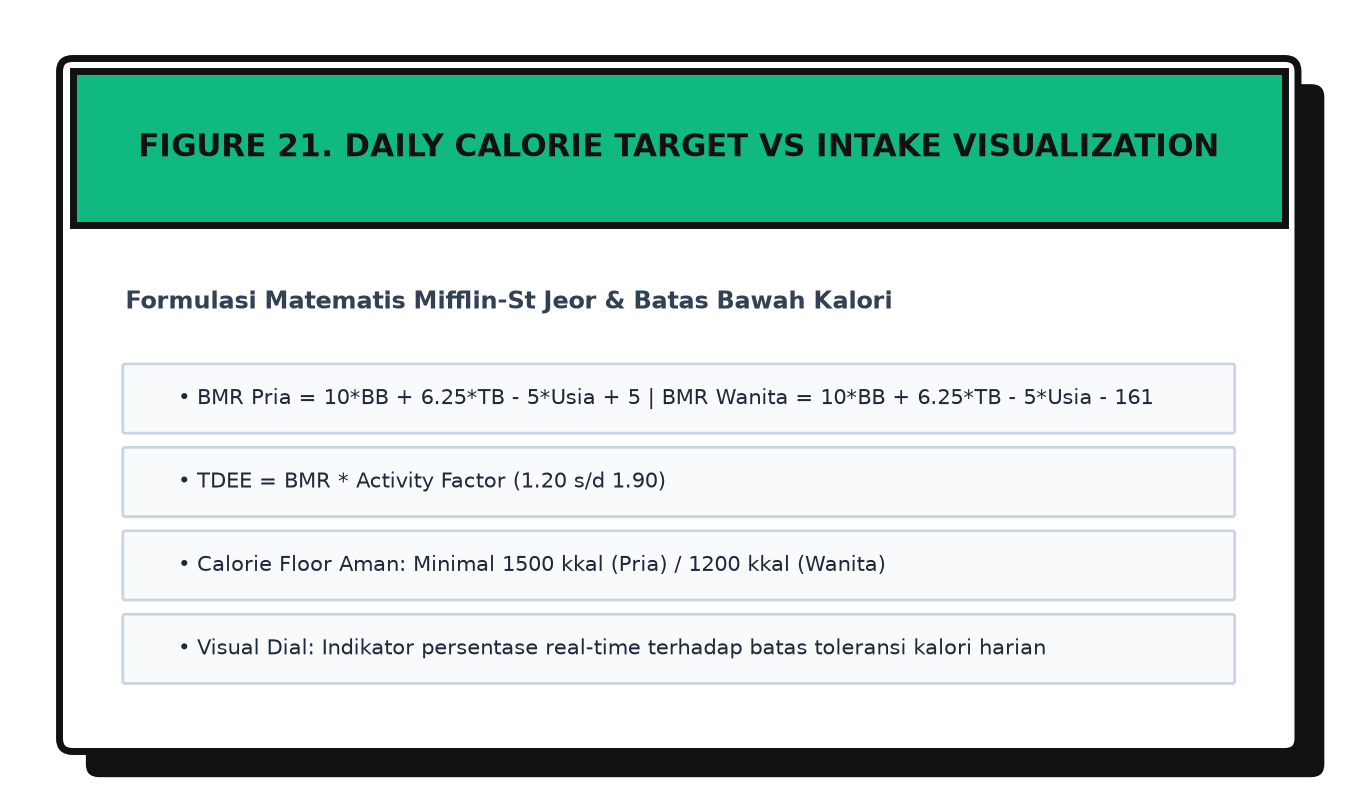 FIGURE 21. DAILY CALORIE TARGET VS INTAKE VISUALIZATION
Formulasi Matematis Mifflin-St Jeor & Batas Bawah Kalori
• BMR Pria = 10*BB + 6.25*TB - 5*Usia + 5 | BMR Wanita = 10*BB + 6.25*TB - 5*Usia - 161
• TDEE = BMR * Activity Factor (1.20 s/d 1.90)
• Calorie Floor Aman: Minimal 1500 kkal (Pria) / 1200 kkal (Wanita)
• Visual Dial: Indikator persentase real-time terhadap batas toleransi kalori harian